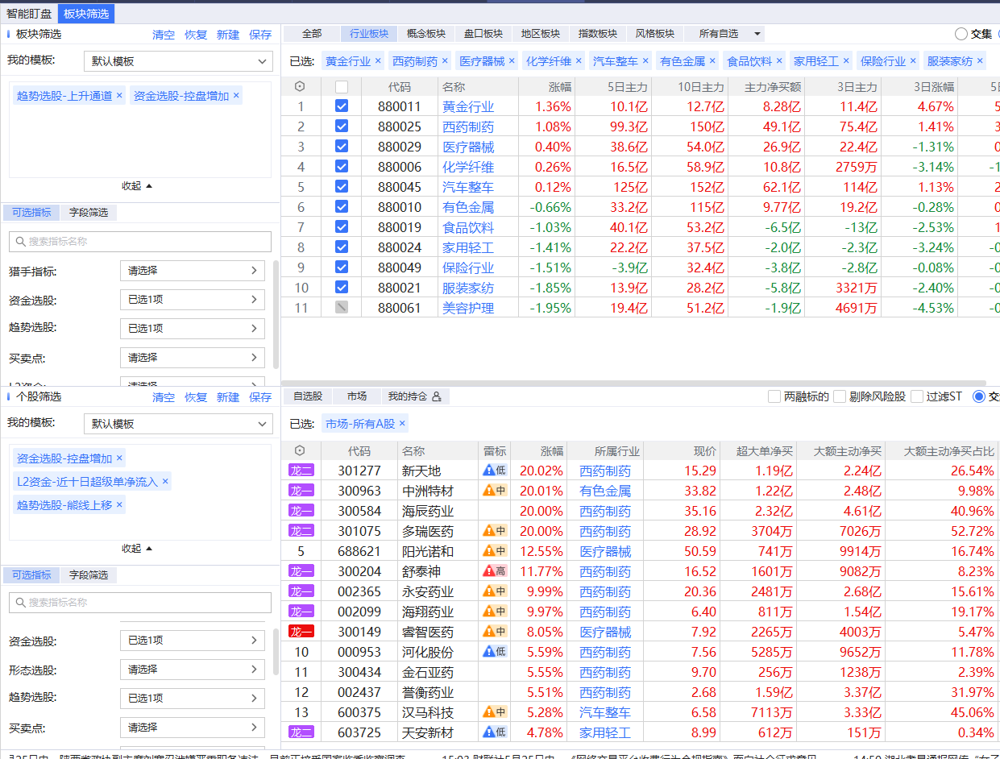 智能盯盘 板块筛选
板块筛选 清空 恢复 新建 保存
我的模板: 默认模板
趋势选股-上升通道 × 资金选股-控盘增加 ×
收起
可选指标 字段筛选
搜索指标名称
猎手指标: 请选择
资金选股: 已选1项
趋势选股: 已选1项
买卖点: 请选择
全部 行业板块 概念板块 盘口板块 地区板块 指数板块 风格板块 所有自选 交集
已选: 黄金行业 × 西药制药 × 医疗器械 × 化学纤维 × 汽车整车 × 有色金属 × 食品饮料 × 家用轻工 × 保险行业 × 服装家纺 ×
代码 名称 涨幅 5日主力 10日主力 主力净买额 3日主力 3日涨幅
1 880011 黄金行业 1.36% 10.1亿 12.7亿 8.28亿 11.4亿 4.67%
2 880025 西药制药 1.08% 99.3亿 150亿 49.1亿 75.4亿 1.41%
3 880029 医疗器械 0.40% 38.6亿 54.0亿 26.9亿 22.4亿 -1.31%
4 880006 化学纤维 0.26% 16.5亿 58.9亿 10.8亿 2759万 -3.14%
5 880045 汽车整车 0.12% 125亿 152亿 62.1亿 114亿 1.13%
6 880010 有色金属 -0.66% 33.2亿 115亿 9.77亿 19.2亿 -0.28%
7 880019 食品饮料 -1.03% 40.1亿 53.2亿 -6.5亿 -13亿 -2.53%
8 880024 家用轻工 -1.41% 22.2亿 37.5亿 -2.0亿 -2.3亿 -3.24%
9 880049 保险行业 -1.51% -3.9亿 32.4亿 -3.8亿 -2.8亿 -0.08%
10 880021 服装家纺 -1.85% 13.9亿 28.2亿 -5.8亿 3321万 -2.40%
11 880061 美容护理 -1.95% 19.4亿 51.2亿 -1.9亿 4691万 -4.53%
个股筛选 清空 恢复 新建 保存
我的模板: 默认模板
资金选股-控盘增加 ×
L2资金-近十日超级单净流入 ×
趋势选股-熊线上移 ×
收起
可选指标 字段筛选
搜索指标名称
资金选股: 已选1项
形态选股: 请选择
趋势选股: 已选1项
买卖点: 请选择
自选股 市场 我的持仓 两融标的 剔除风险股 过滤ST
已选: 市场-所有A股 ×
代码 名称 雷标 涨幅 所属行业 现价 超大单净买 大额主动净买 大额主动净买占比
龙二 301277 新天地 低 20.02% 西药制药 15.29 1.19亿 2.24亿 26.54%
龙一 300963 中洲特材 中 20.01% 有色金属 33.82 1.22亿 2.48亿 9.98%
龙一 300584 海辰药业 20.00% 西药制药 35.16 2.32亿 4.61亿 40.96%
龙二 301075 多瑞医药 中 20.00% 西药制药 28.92 3704万 7026万 52.72%
5 688621 阳光诺和 中 12.55% 医疗器械 50.59 741万 9914万 16.74%
龙一 300204 舒泰神 高 11.77% 西药制药 16.52 1601万 9082万 8.23%
龙一 002365 永安药业 中 9.99% 西药制药 20.36 2481万 2.68亿 15.61%
龙一 002099 海翔药业 中 9.97% 西药制药 6.40 811万 1.54亿 19.17%
龙一 300149 睿智医药 中 8.05% 医疗器械 7.92 2265万 4003万 5.47%
10 000953 河化股份 低 5.59% 西药制药 7.56 5285万 9652万 11.78%
11 300434 金石亚药 5.55% 西药制药 9.70 256万 1238万 2.39%
12 002437 誉衡药业 5.51% 西药制药 2.68 1.59亿 3.37亿 31.97%
13 600375 汉马科技 中 5.28% 汽车整车 6.58 7113万 3.33亿 45.06%
龙二 603725 天安新材 低 4.78% 家用轻工 8.99 612万 151万 0.34%